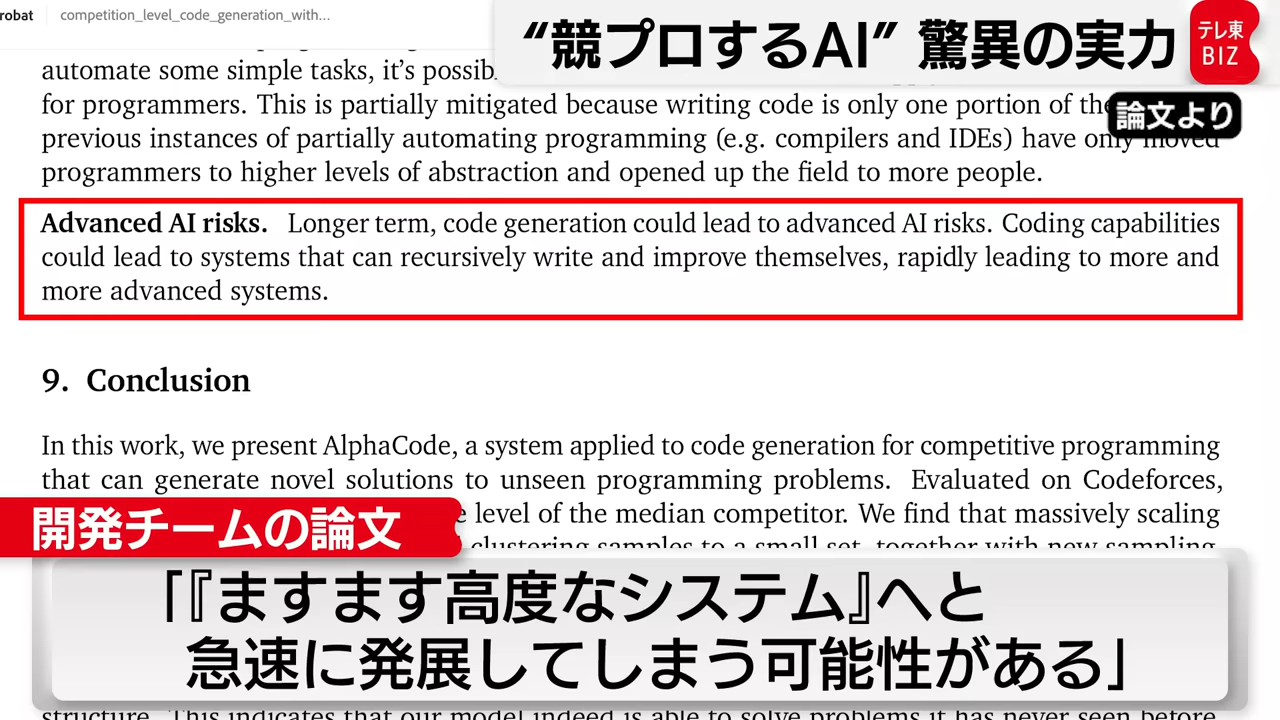 robat
competition_level_code_generation_with...
“競プロするAI” 驚異の実力
テレ東
BIZ
論文より
automate some simple tasks, it's
for programmers. This is partially mitigated because writing code is only one portion of the
previous instances of partially automating programming (e.g. compilers and IDEs) have only moved
programmers to higher levels of abstraction and opened up the field to more people.
Advanced AI risks. Longer term, code generation could lead to advanced AI risks. Coding capabilities
could lead to systems that can recursively write and improve themselves, rapidly leading to more and
more advanced systems.
9. Conclusion
In this work, we present AlphaCode, a system applied to code generation for competitive programming
that can generate novel solutions to unseen programming problems. Evaluated on Codeforces,
level of the median competitor. We find that massively scaling
clustering samples to a small set, together with new sampling
開発チームの論文
「『ますます高度なシステム』へと
急速に発展してしまう可能性がある」
structure. This indicates that our model indeed is able to solve problems it has never seen before